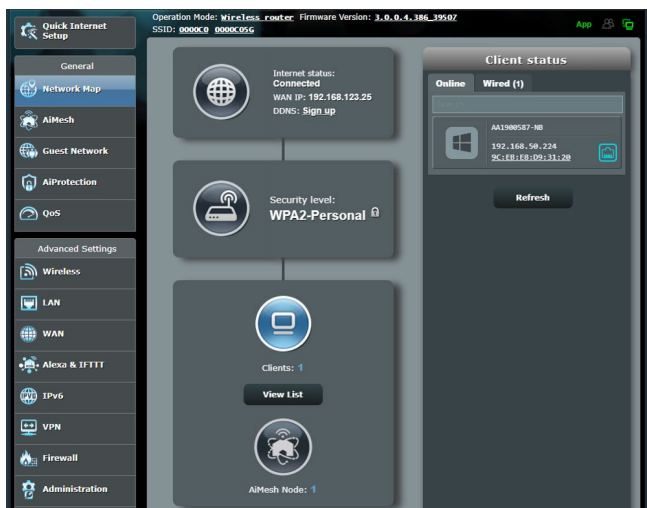 Quick Internet
Setup
Operation Mode: Wireless router Firmware Version: 3.0.0.4.386_39507
SSID: 0000C0 0000C05G
App
General
Network Map
AiMesh
Guest Network
AiProtection
QoS
Advanced Settings
Wireless
LAN
WAN
Alexa & IFTTT
IPv6
VPN
Firewall
Administration
Internet status:
Connected
WAN IP: 192.168.123.25
DDNS: Sign up
Security level:
WPA2-Personal
Clients: 1
View List
AiMesh Node: 1
Client status
Online Wired (1)
Search
AA1900587-NB
192.168.50.224
9C:EB:E8:D9:31:20
Refresh